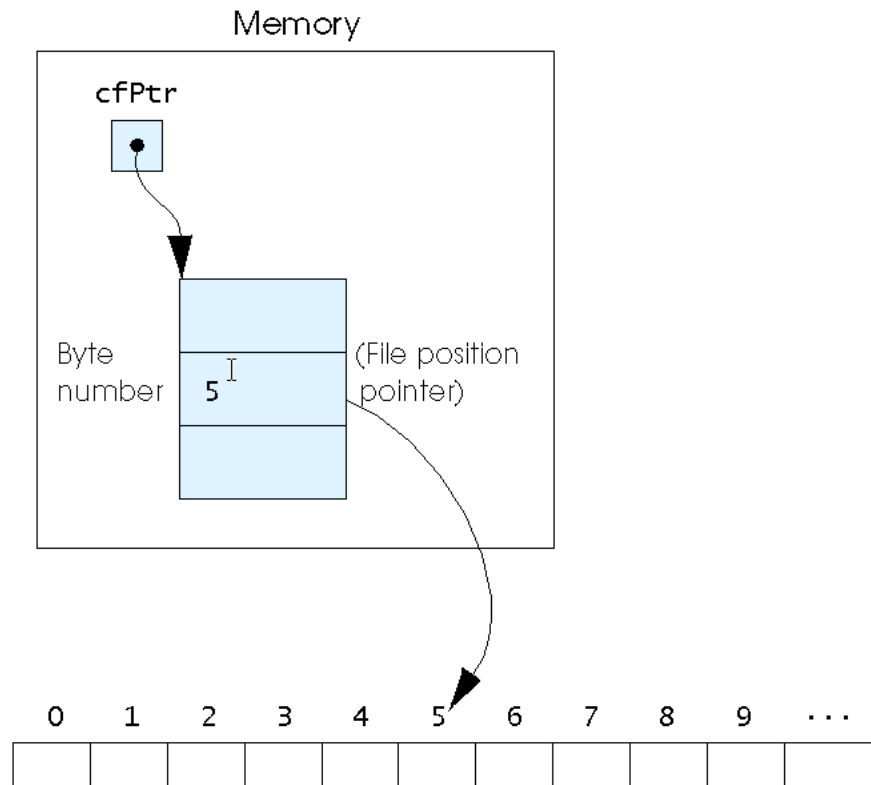 Memory
cfPtr
Byte
number
5
(File position
pointer)
0 1 2 3 4 5 6 7 8 9 ...